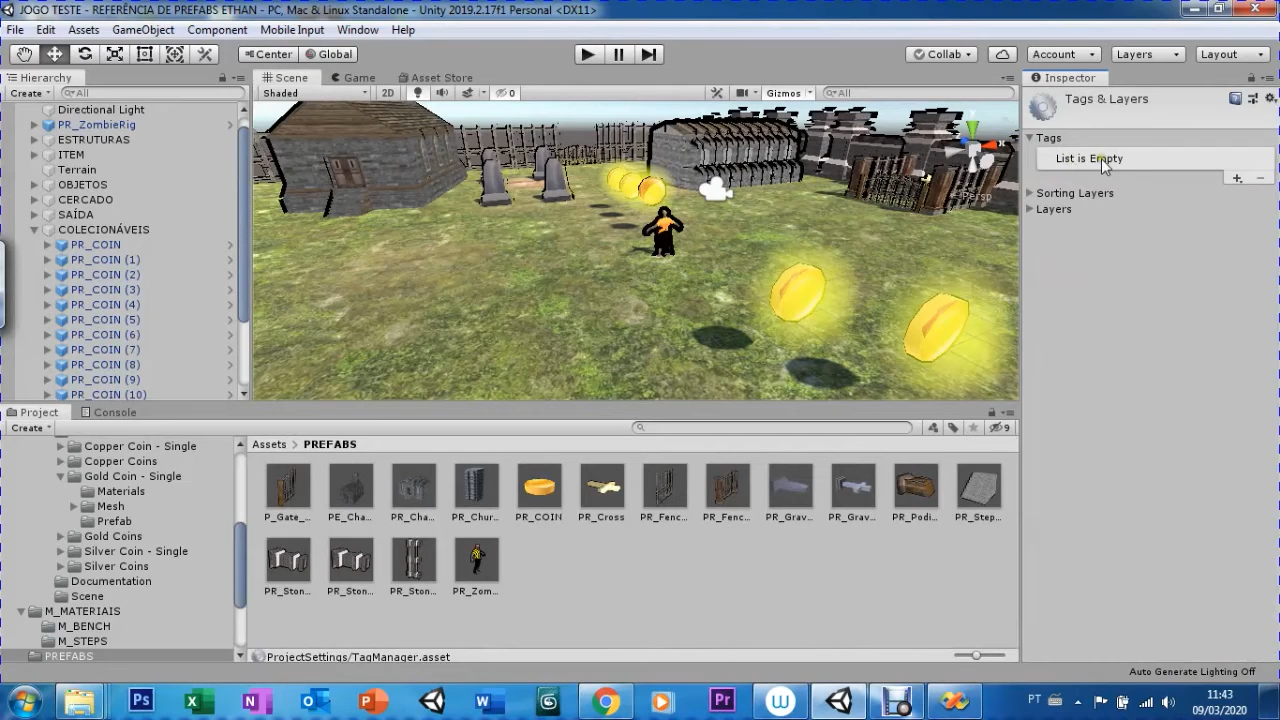 JOGO TESTE - REFERÊNCIA DE PREFABS ETHAN - PC, Mac & Linux Standalone - Unity 2019.2.17f1 Personal <DX11>
File Edit Assets GameObject Component Mobile Input Window Help
Center Global Collab Account Layers Layout
Hierarchy
Create All
Directional Light
PR_ZombieRig
ESTRUTURAS
ITEM
Terrain
OBJETOS
CERCADO
SAÍDA
COLECIONÁVEIS
PR_COIN
PR_COIN (1)
PR_COIN (2)
PR_COIN (3)
PR_COIN (4)
PR_COIN (5)
PR_COIN (6)
PR_COIN (7)
PR_COIN (8)
PR_COIN (9)
PR_COIN (10)
Scene Game Asset Store
Shaded 2D 0 Gizmos All
Persp
Inspector
Tags & Layers
Tags
List is Empty
Sorting Layers
Layers
Project Console
Create
9
Copper Coin - Single
Copper Coins
Gold Coin - Single
Materials
Mesh
Prefab
Gold Coins
Silver Coin - Single
Silver Coins
Documentation
Scene
M_MATERIAIS
M_BENCH
M_STEPS
PREFABS
Assets PREFABS
P_Gate_... PE_Cha... PR_Cha... PR_Chur... PR_COIN PR_Cross PR_Fenc... PR_Fenc... PR_Grav... PR_Grav... PR_Podi... PR_Step...
PR_Ston... PR_Ston... PR_Ston... PR_Zom...
ProjectSettings/TagManager.asset
Auto Generate Lighting Off
Ps Pr PT
11:43
09/03/2020